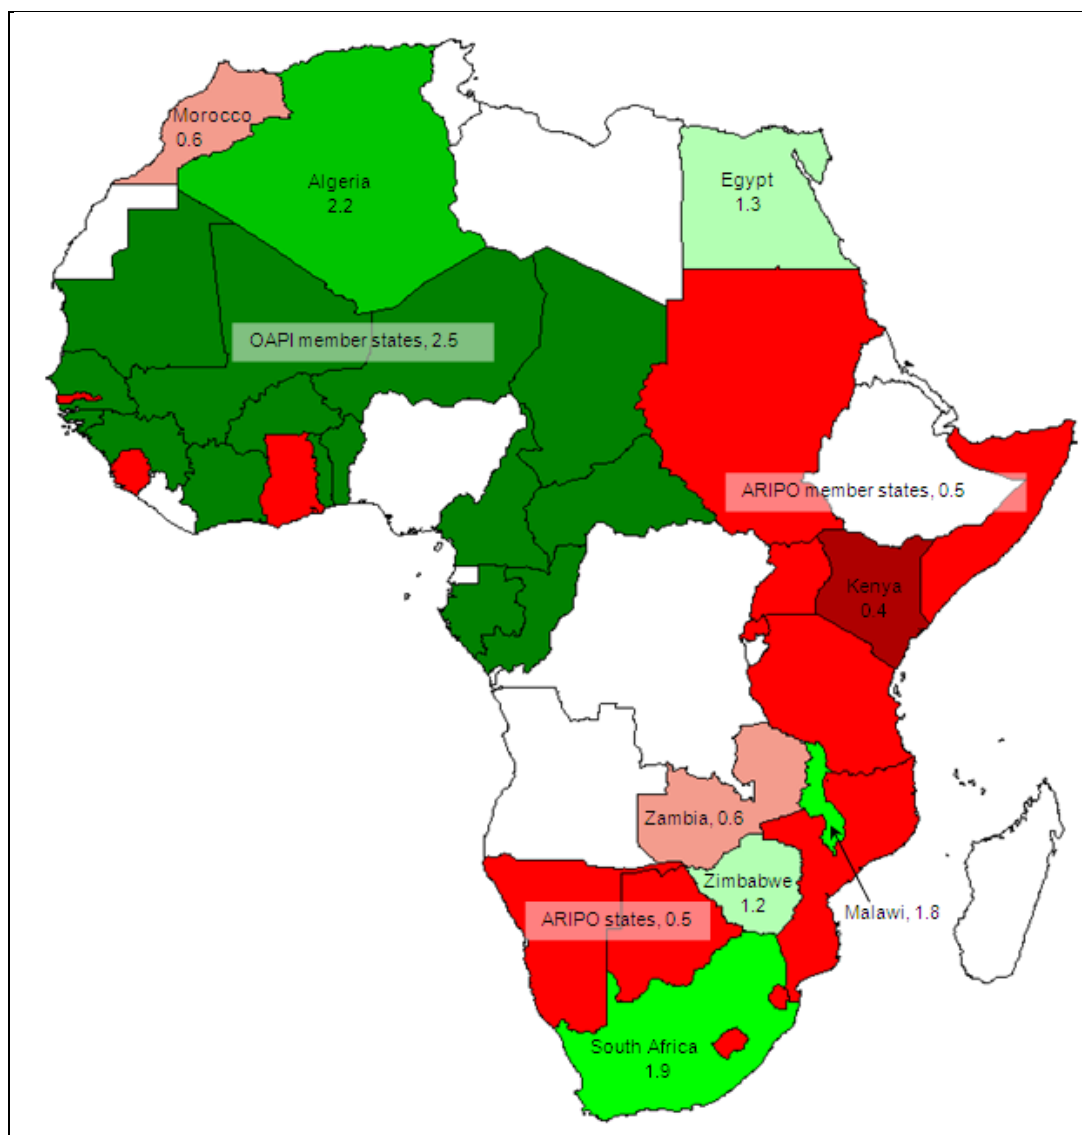 Morocco
0.6
Algeria
2.2
Egypt
1.3
OAPI member states, 2.5
ARIPO member states, 0.5
Kenya
0.4
Zambia, 0.6
Zimbabwe
1.2
Malawi, 1.8
ARIPO states, 0.5
South Africa
1.9